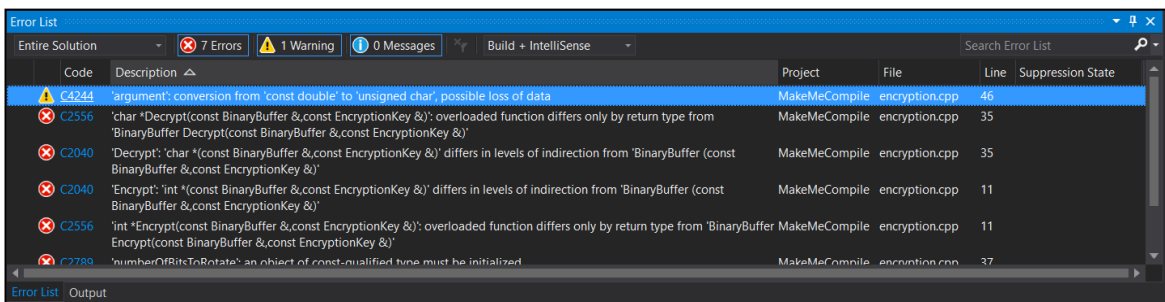 Error List
Entire Solution 7 Errors 1 Warning 0 Messages Build + IntelliSense Search Error List
Code Description Project File Line Suppression State
C4244 'argument': conversion from 'const double' to 'unsigned char', possible loss of data MakeMeCompile encryption.cpp 46
C2556 'char *Decrypt(const BinaryBuffer &,const EncryptionKey &)': overloaded function differs only by return type from MakeMeCompile encryption.cpp 35
'BinaryBuffer Decrypt(const BinaryBuffer &,const EncryptionKey &)'
C2040 'Decrypt': 'char *(const BinaryBuffer &,const EncryptionKey &)' differs in levels of indirection from 'BinaryBuffer (const MakeMeCompile encryption.cpp 35
BinaryBuffer &,const EncryptionKey &)'
C2040 'Encrypt': 'int *(const BinaryBuffer &,const EncryptionKey &)' differs in levels of indirection from 'BinaryBuffer (const MakeMeCompile encryption.cpp 11
BinaryBuffer &,const EncryptionKey &)'
C2556 'int *Encrypt(const BinaryBuffer &,const EncryptionKey &)': overloaded function differs only by return type from 'BinaryBuffer MakeMeCompile encryption.cpp 11
Encrypt(const BinaryBuffer &,const EncryptionKey &)'
C2789 'numberOfBitsToRotate': an object of const-qualified type must be initialized MakeMeCompile encryption.cpp 37
Error List Output